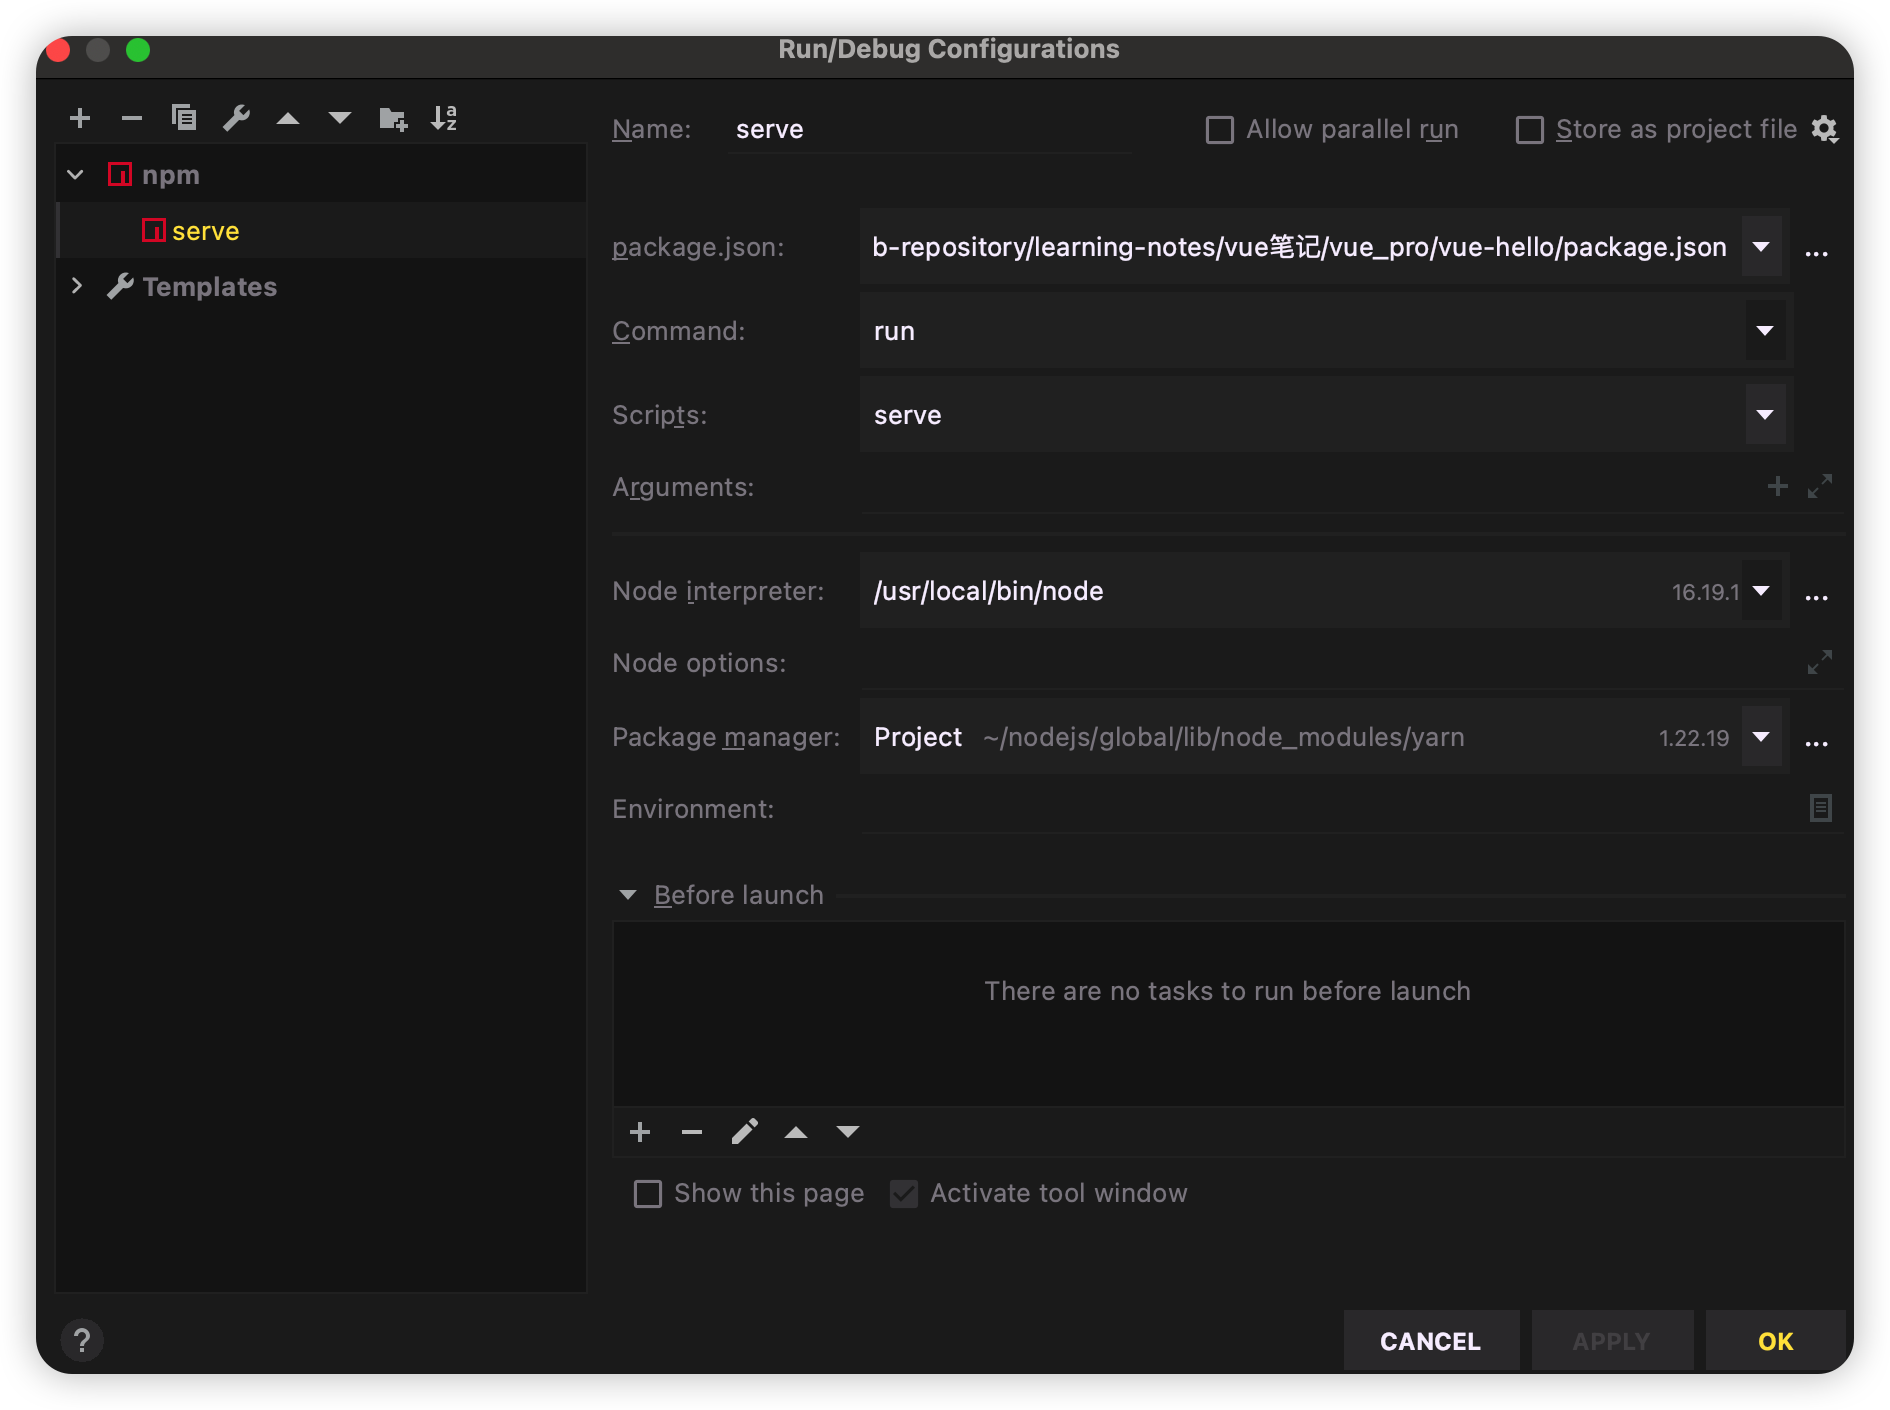 Run/Debug Configurations
npm
serve
Templates
Name: serve
Allow parallel run
Store as project file
package.json: b-repository/learning-notes/vue笔记/vue_pro/vue-hello/package.json
Command: run
Scripts: serve
Arguments:
Node interpreter: /usr/local/bin/node 16.19.1
Node options:
Package manager: Project ~/nodejs/global/lib/node_modules/yarn 1.22.19
Environment:
Before launch
There are no tasks to run before launch
Show this page
Activate tool window
CANCEL
APPLY
OK